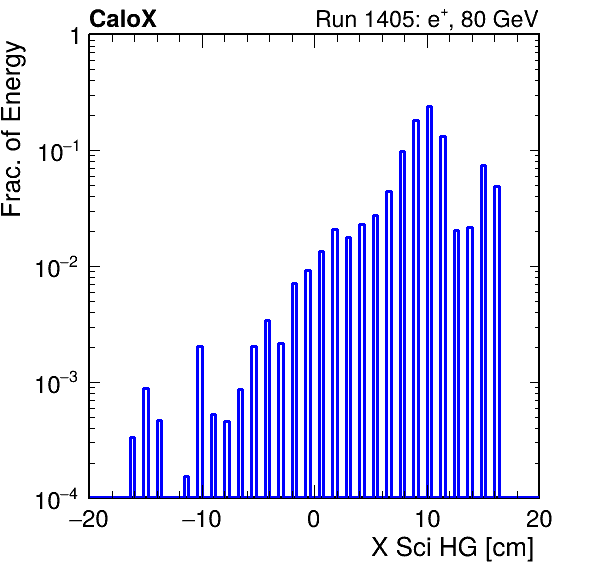 CaloX Run 1405: e⁺, 80 GeV
Frac. of Energy
1
10⁻¹
10⁻²
10⁻³
10⁻⁴
−20 −10 0 10 20
X Sci HG [cm]